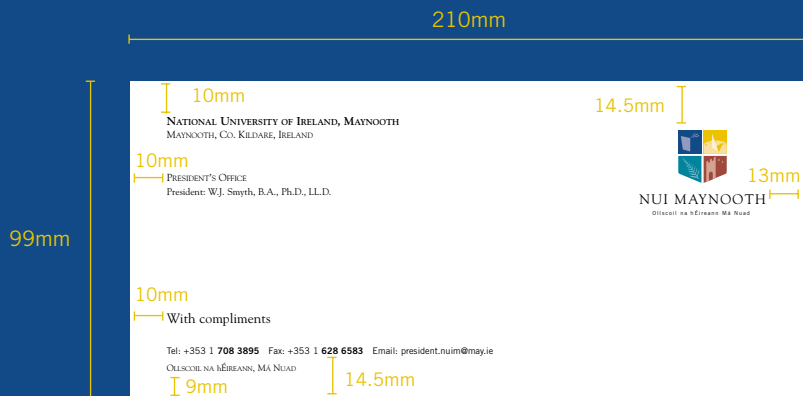 210mm
10mm
14.5mm
NATIONAL UNIVERSITY OF IRELAND, MAYNOOTH
MAYNOOTH, CO. KILDARE, IRELAND
10mm
PRESIDENT'S OFFICE
President: W.J. Smyth, B.A., Ph.D., LL.D.
13mm
NUI MAYNOOTH
Ollscoil na hÉireann Má Nuad
99mm
10mm
With compliments
Tel: +353 1 708 3895 Fax: +353 1 628 6583 Email: president.nuim@may.ie
OLLSCOIL NA hÉIREANN, MÁ NUAD
9mm
14.5mm